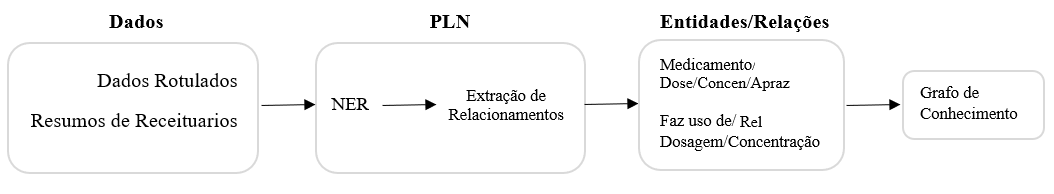 Dados
Dados Rotulados
Resumos de Receituarios
PLN
NER
Extração de
Relacionamentos
Entidades/Relações
Medicamento/
Dose/Concen/Apraz
Faz uso de/ Rel
Dosagem/Concentração
Grafo de
Conhecimento